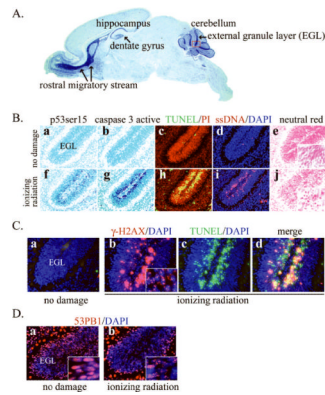 A.
hippocampus
cerebellum
external granule layer (EGL)
dentate gyrus
rostral migratory stream
B.
p53ser15 caspase 3 active TUNEL/PI ssDNA/DAPI neutral red
no damage
a b c d e
EGL
ionizing radiation
f g h i j
C.
γ-H2AX/DAPI TUNEL/DAPI merge
a b c d
EGL
no damage
ionizing radiation
D.
53PB1/DAPI
a b
EGL
no damage ionizing radiation